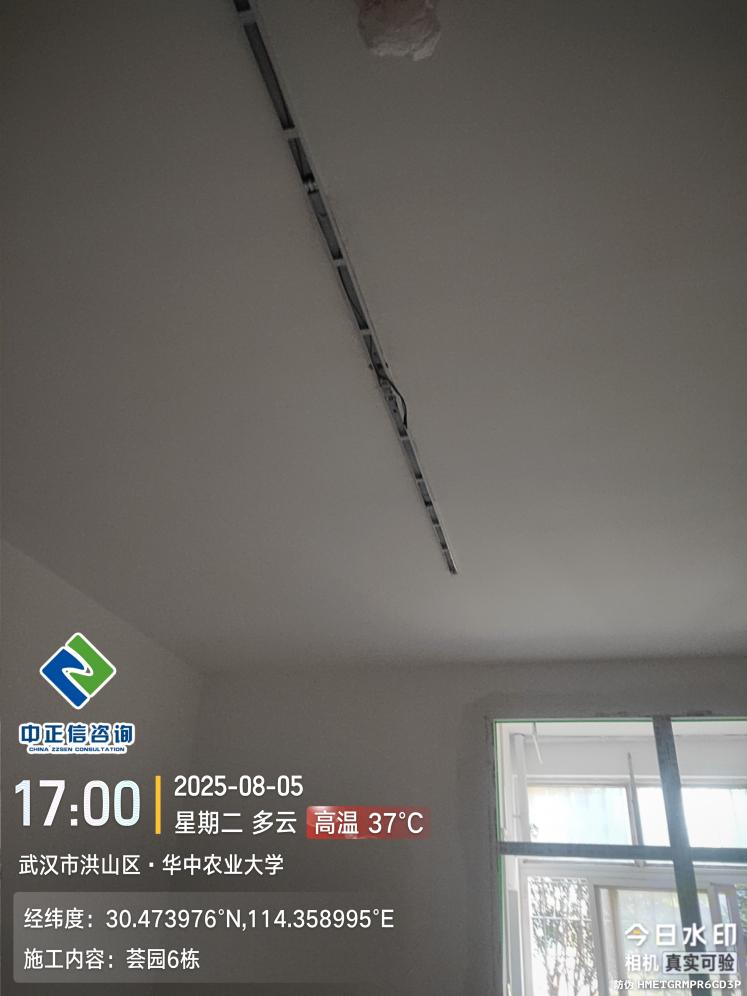 中正信咨询
CHINA ZZSEN CONSULTATION
17:00
2025-08-05
星期二 多云 高温 37°C
武汉市洪山区·华中农业大学
经纬度：30.473976°N,114.358995°E
施工内容：荟园6栋
今日水印
相机 真实可验
防伪 HMETGRMPR6GD3P